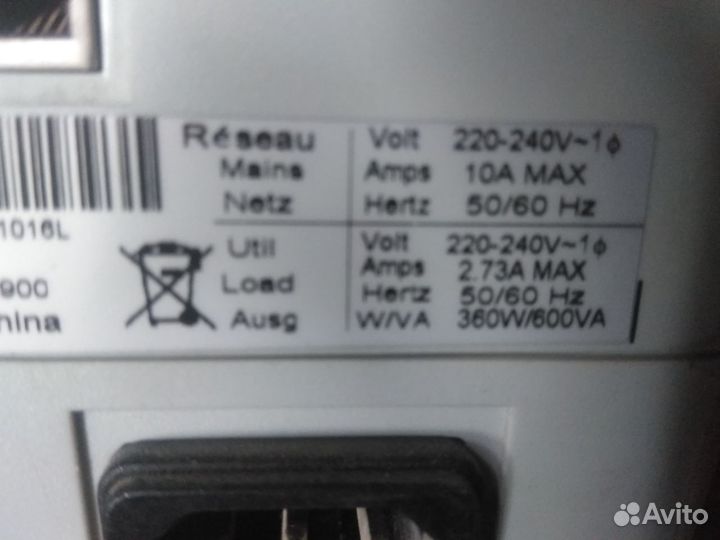 Réseau Volt 220-240V~1ϕ
Mains Amps 10A MAX
Netz Hertz 50/60 Hz
1016L
Util Volt 220-240V~1ϕ
Load Amps 2.73A MAX
900 Hertz 50/60 Hz
hina Ausg W/VA 360W/600VA
Avito